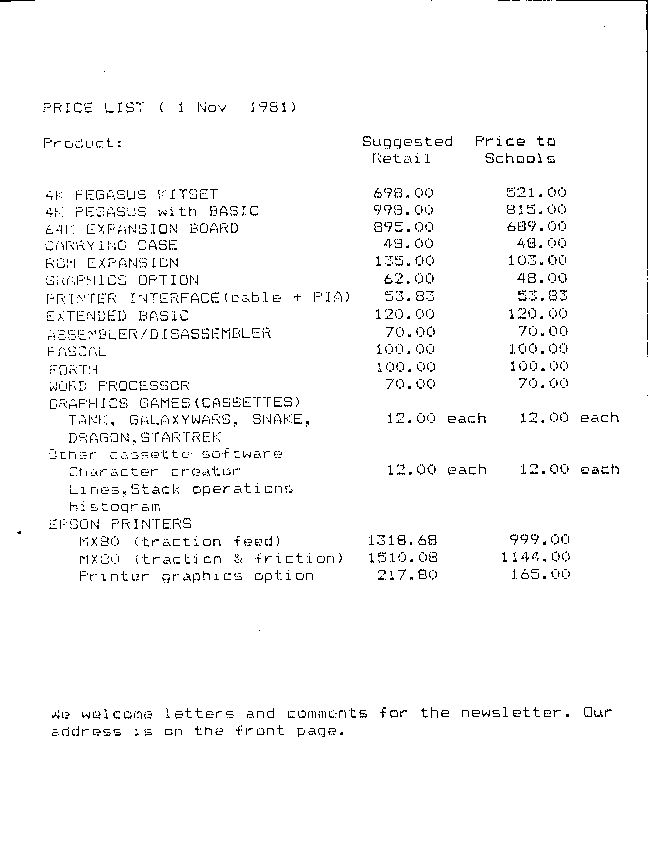 PRICE LIST ( 1 Nov 1981)
Product: Suggested Price to
Retail Schools
4K PEGASUS KITSET 698.00 521.00
4K PEGASUS with BASIC 998.00 815.00
64K EXPANSION BOARD 895.00 689.00
CARRYING CASE 48.00 48.00
ROM EXPANSION 135.00 103.00
GRAPHICS OPTION 62.00 48.00
PRINTER INTERFACE(cable + PIA) 53.83 53.83
EXTENDED BASIC 120.00 120.00
ASSEMBLER/DISASSEMBLER 70.00 70.00
PASCAL 100.00 100.00
FORTH 100.00 100.00
WORD PROCESSOR 70.00 70.00
GRAPHICS GAMES(CASSETTES)
TANK, GALAXYWARS, SNAKE, 12.00 each 12.00 each
DRAGON,STARTREK
Other cassette software
Character creator 12.00 each 12.00 each
Lines,Stack operations
histogram
EPSON PRINTERS
MX80 (traction feed) 1318.68 999.00
MX80 (traction & friction) 1510.08 1144.00
Printer graphics option 217.80 165.00
We welcome letters and comments for the newsletter. Our
address is on the front page.